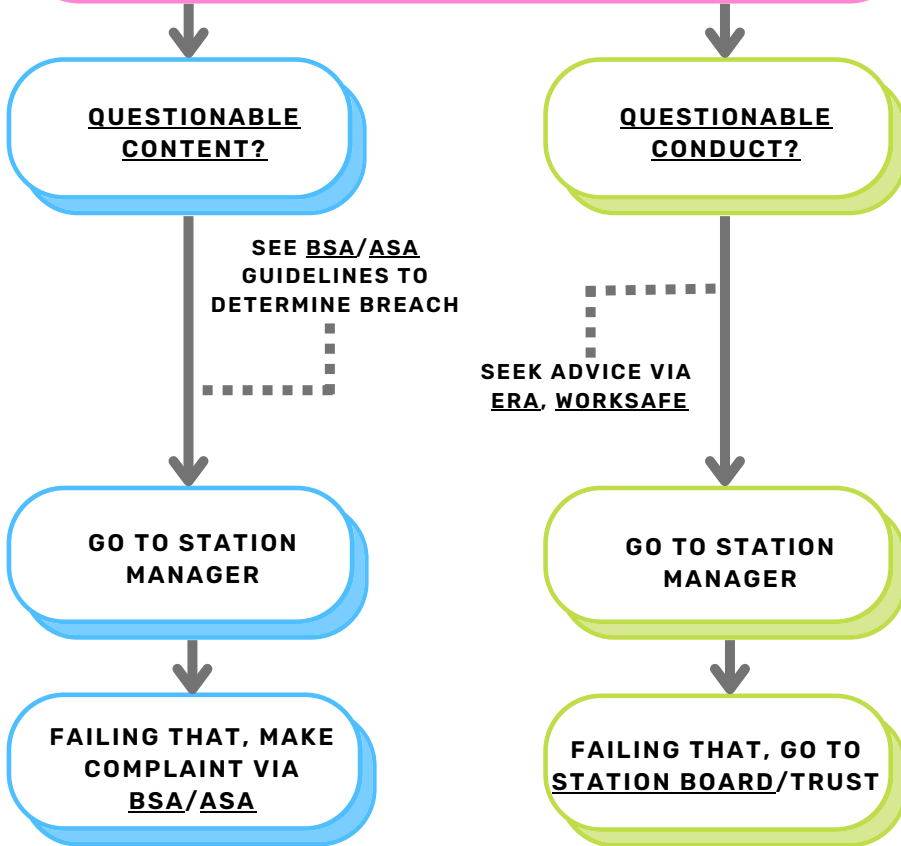 QUESTIONABLE
CONTENT?
QUESTIONABLE
CONDUCT?
SEE BSA/ASA
GUIDELINES TO
DETERMINE BREACH
SEEK ADVICE VIA
ERA, WORKSAFE
GO TO STATION
MANAGER
GO TO STATION
MANAGER
FAILING THAT, MAKE
COMPLAINT VIA
BSA/ASA
FAILING THAT, GO TO
STATION BOARD/TRUST